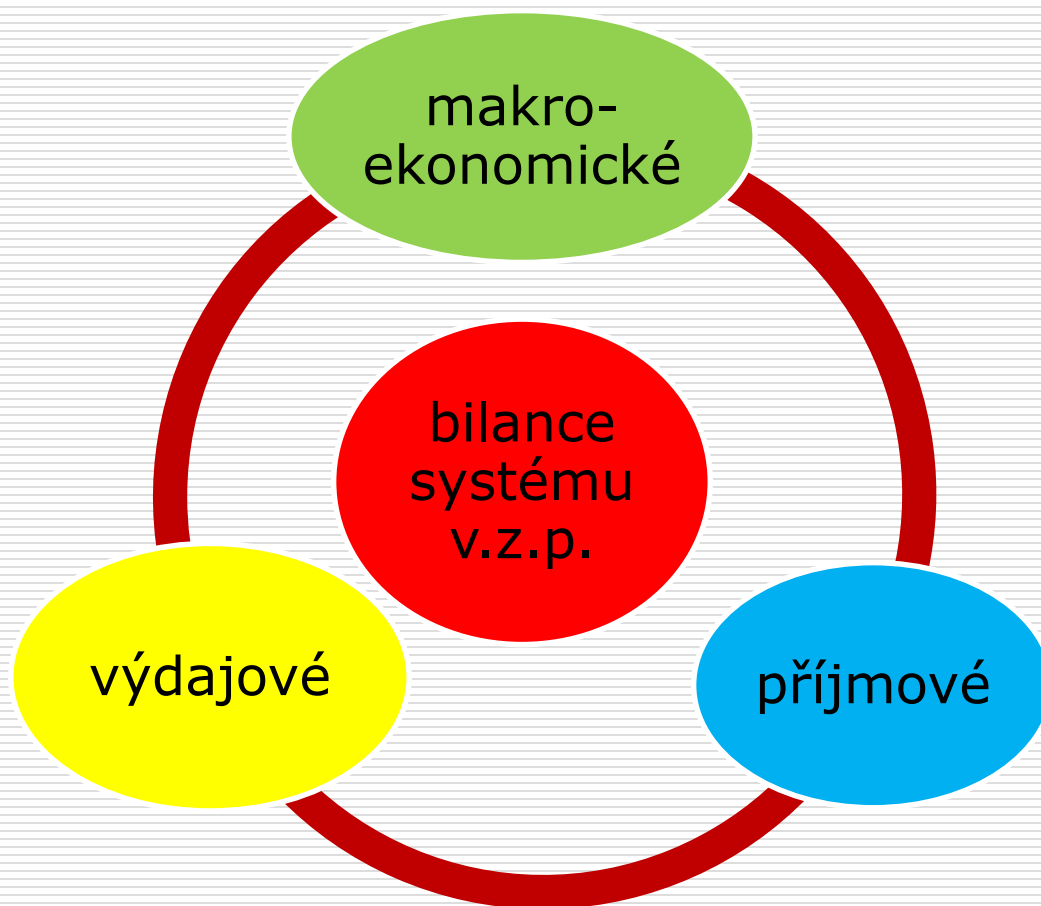 makro-
ekonomické
bilance
systému
v.z.p.
výdajové
příjmové